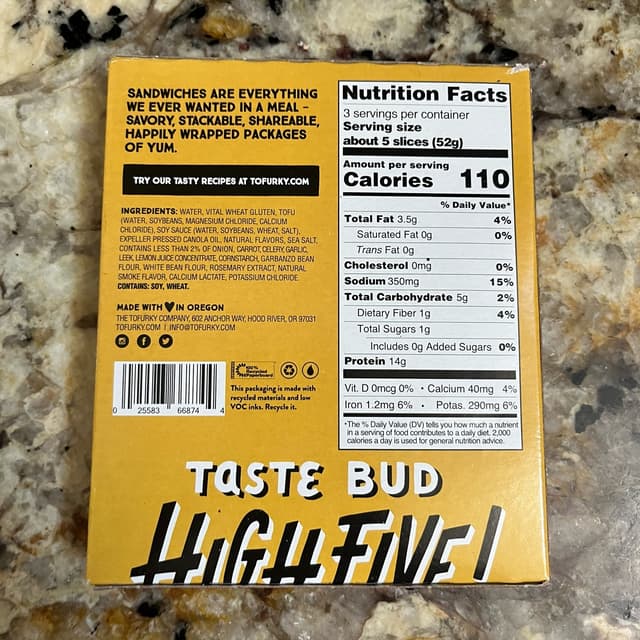 SANDWICHES ARE EVERYTHING
WE EVER WANTED IN A MEAL –
SAVORY, STACKABLE, SHAREABLE,
HAPPILY WRAPPED PACKAGES
OF YUM.
TRY OUR TASTY RECIPES AT TOFURKY.COM
INGREDIENTS: WATER, VITAL WHEAT GLUTEN, TOFU
(WATER, SOYBEANS, MAGNESIUM CHLORIDE, CALCIUM
CHLORIDE), SOY SAUCE (WATER, SOYBEANS, WHEAT, SALT),
EXPELLER PRESSED CANOLA OIL, NATURAL FLAVORS, SEA SALT,
CONTAINS LESS THAN 2% OF ONION, CARROT, CELERY, GARLIC,
LEEK, LEMON JUICE CONCENTRATE, CORNSTARCH, GARBANZO BEAN
FLOUR, WHITE BEAN FLOUR, ROSEMARY EXTRACT, NATURAL
SMOKE FLAVOR, CALCIUM LACTATE, POTASSIUM CHLORIDE.
CONTAINS: SOY, WHEAT.
MADE WITH ♥ IN OREGON
THE TOFURKY COMPANY, 602 ANCHOR WAY, HOOD RIVER, OR 97031
TOFURKY.COM | INFO@TOFURKY.COM
100%
Recycled
Paperboard
This packaging is made with
recycled materials and low
VOC inks. Recycle it.
0 25583 66874 4
Nutrition Facts
3 servings per container
Serving size
about 5 slices (52g)
Amount per serving
Calories 110
% Daily Value*
Total Fat 3.5g 4%
Saturated Fat 0g 0%
Trans Fat 0g
Cholesterol 0mg 0%
Sodium 350mg 15%
Total Carbohydrate 5g 2%
Dietary Fiber 1g 4%
Total Sugars 1g
Includes 0g Added Sugars 0%
Protein 14g
Vit. D 0mcg 0% • Calcium 40mg 4%
Iron 1.2mg 6% • Potas. 290mg 6%
*The % Daily Value (DV) tells you how much a nutrient
in a serving of food contributes to a daily diet. 2,000
calories a day is used for general nutrition advice.
TASTE BUD
HIGH FIVE!